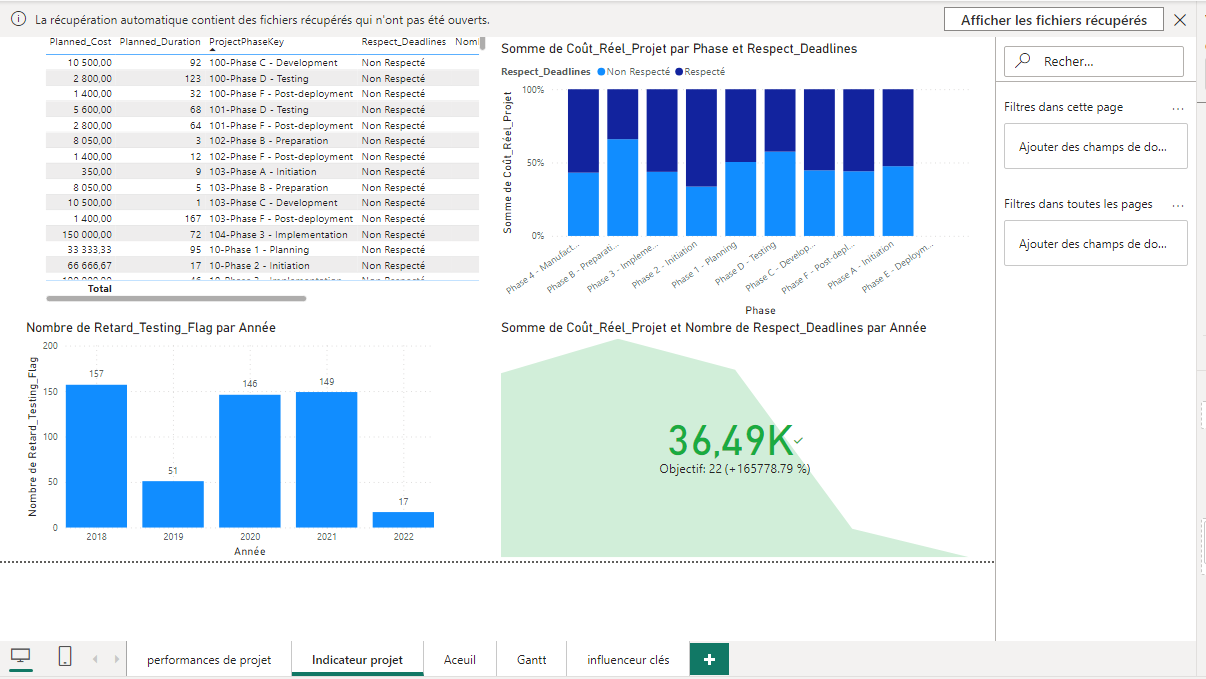 La récupération automatique contient des fichiers récupérés qui n'ont pas été ouverts.
Afficher les fichiers récupérés
Planned_Cost Planned_Duration ProjectPhaseKey Respect_Deadlines
10 500,00 92 100-Phase C - Development Non Respecté
2 800,00 123 100-Phase D - Testing Non Respecté
1 400,00 32 100-Phase F - Post-deployment Non Respecté
5 600,00 68 101-Phase D - Testing Non Respecté
2 800,00 64 101-Phase F - Post-deployment Non Respecté
8 050,00 3 102-Phase B - Preparation Non Respecté
1 400,00 12 102-Phase F - Post-deployment Non Respecté
350,00 9 103-Phase A - Initiation Non Respecté
8 050,00 5 103-Phase B - Preparation Non Respecté
10 500,00 1 103-Phase C - Development Non Respecté
1 400,00 167 103-Phase F - Post-deployment Non Respecté
150 000,00 72 104-Phase 3 - Implementation Non Respecté
33 333,33 95 10-Phase 1 - Planning Non Respecté
66 666,67 17 10-Phase 2 - Initiation Non Respecté
Total
Somme de Coût_Réel_Projet par Phase et Respect_Deadlines
Respect_Deadlines Non Respecté Respecté
Somme de Coût_Réel_Projet
100%
50%
0%
Phase 4 - Manufact...
Phase B - Preparati...
Phase 3 - Impleme...
Phase 2 - Initiation
Phase 1 - Planning
Phase D - Testing
Phase C - Develop...
Phase F - Post-depl...
Phase A - Initiation
Phase E - Deploym...
Phase
Recher...
Filtres dans cette page ...
Ajouter des champs de do...
Filtres dans toutes les pages ...
Ajouter des champs de do...
Nombre de Retard_Testing_Flag par Année
Nombre de Retard_Testing_Flag
200
150
100
50
0
157
51
146
149
17
2018 2019 2020 2021 2022
Année
Somme de Coût_Réel_Projet et Nombre de Respect_Deadlines par Année
36,49K
Objectif: 22 (+165778.79 %)
performances de projet
Indicateur projet
Aceuil
Gantt
influenceur clés